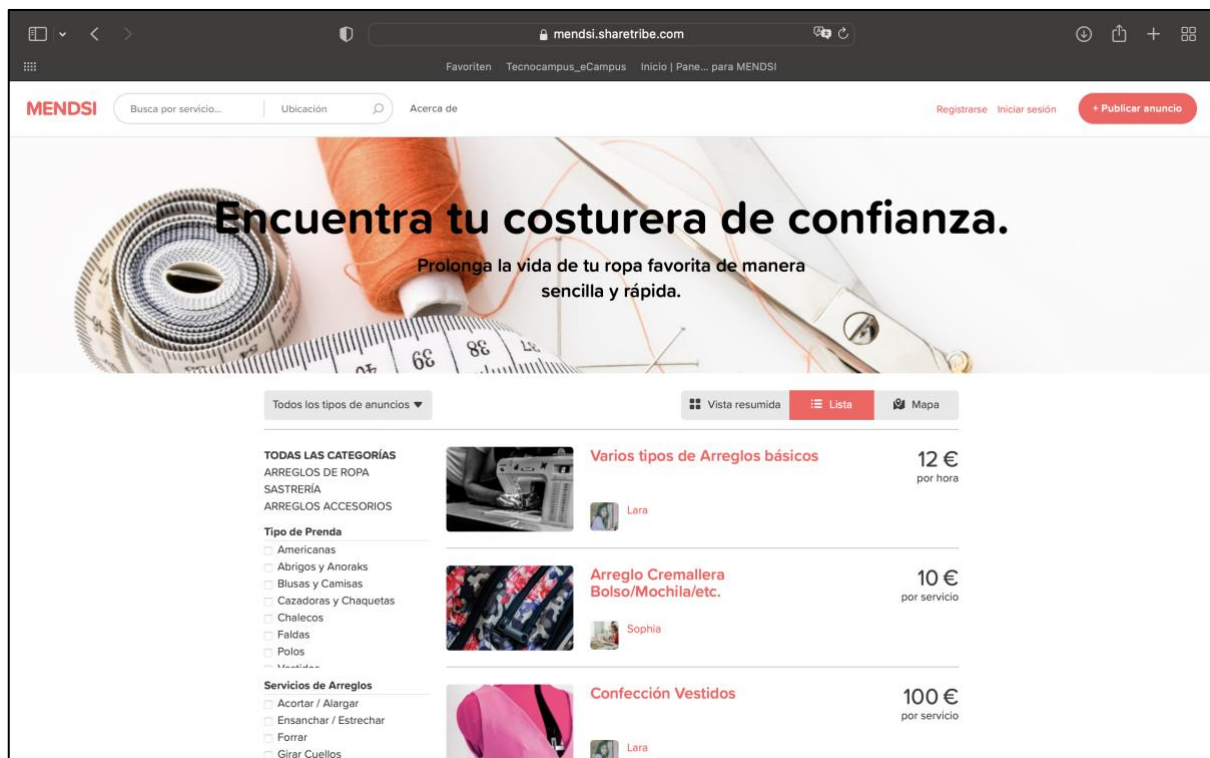 mendsi.sharetribe.com
Favoriten Tecnocampus_eCampus Inicio | Pane... para MENDSI
MENDSI Busca por servicio... Ubicación Acerca de Registrarse Iniciar sesión + Publicar anuncio
Encuentra tu costurera de confianza.
Prolonga la vida de tu ropa favorita de manera
sencilla y rápida.
Todos los tipos de anuncios Vista resumida Lista Mapa
TODAS LAS CATEGORÍAS
ARREGLOS DE ROPA
SASTRERÍA
ARREGLOS ACCESORIOS
Tipo de Prenda
Americanas
Abrigos y Anoraks
Blusas y Camisas
Cazadoras y Chaquetas
Chalecos
Faldas
Polos
Servicios de Arreglos
Acortar / Alargar
Ensanchar / Estrechar
Forrar
Girar Cuellos
Varios tipos de Arreglos básicos
12 €
por hora
Lara
Arreglo Cremallera
Bolso/Mochila/etc.
10 €
por servicio
Sophia
Confección Vestidos
100 €
por servicio
Lara
40 39 38